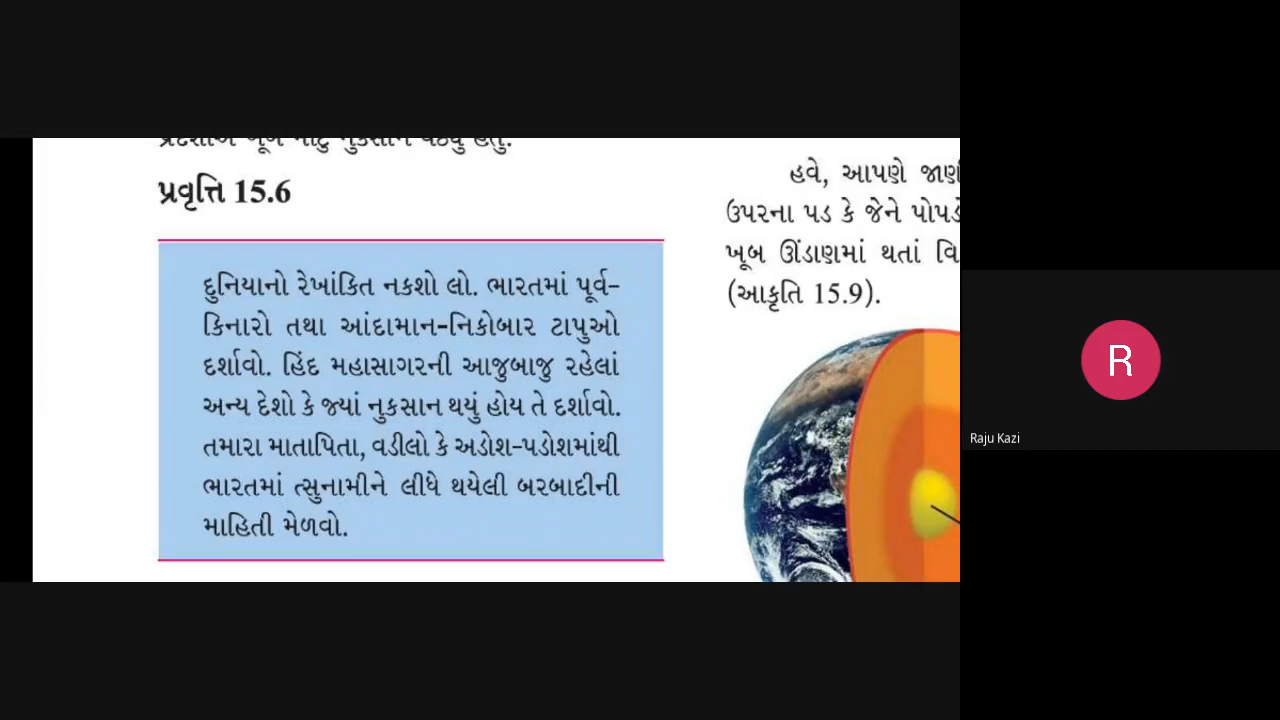 પ્રવૃત્તિ 15.6
દુનિયાનો રેખાંકિત નકશો લો. ભારતમાં પૂર્વ-
કિનારો તથા આંદામાન-નિકોબાર ટાપુઓ
દર્શાવો. હિંદ મહાસાગરની આજુબાજુ રહેલાં
અન્ય દેશો કે જ્યાં નુકસાન થયું હોય તે દર્શાવો.
તમારા માતાપિતા, વડીલો કે અડોશ-પડોશમાંથી
ભારતમાં ત્સુનામીને લીધે થયેલી બરબાદીની
માહિતી મેળવો.
હવે, આપણે
ઉપરના પડ કે જેને
ખૂબ ઊંડાણમાં થતાં
(આકૃતિ 15.9).
R
Raju Kazi